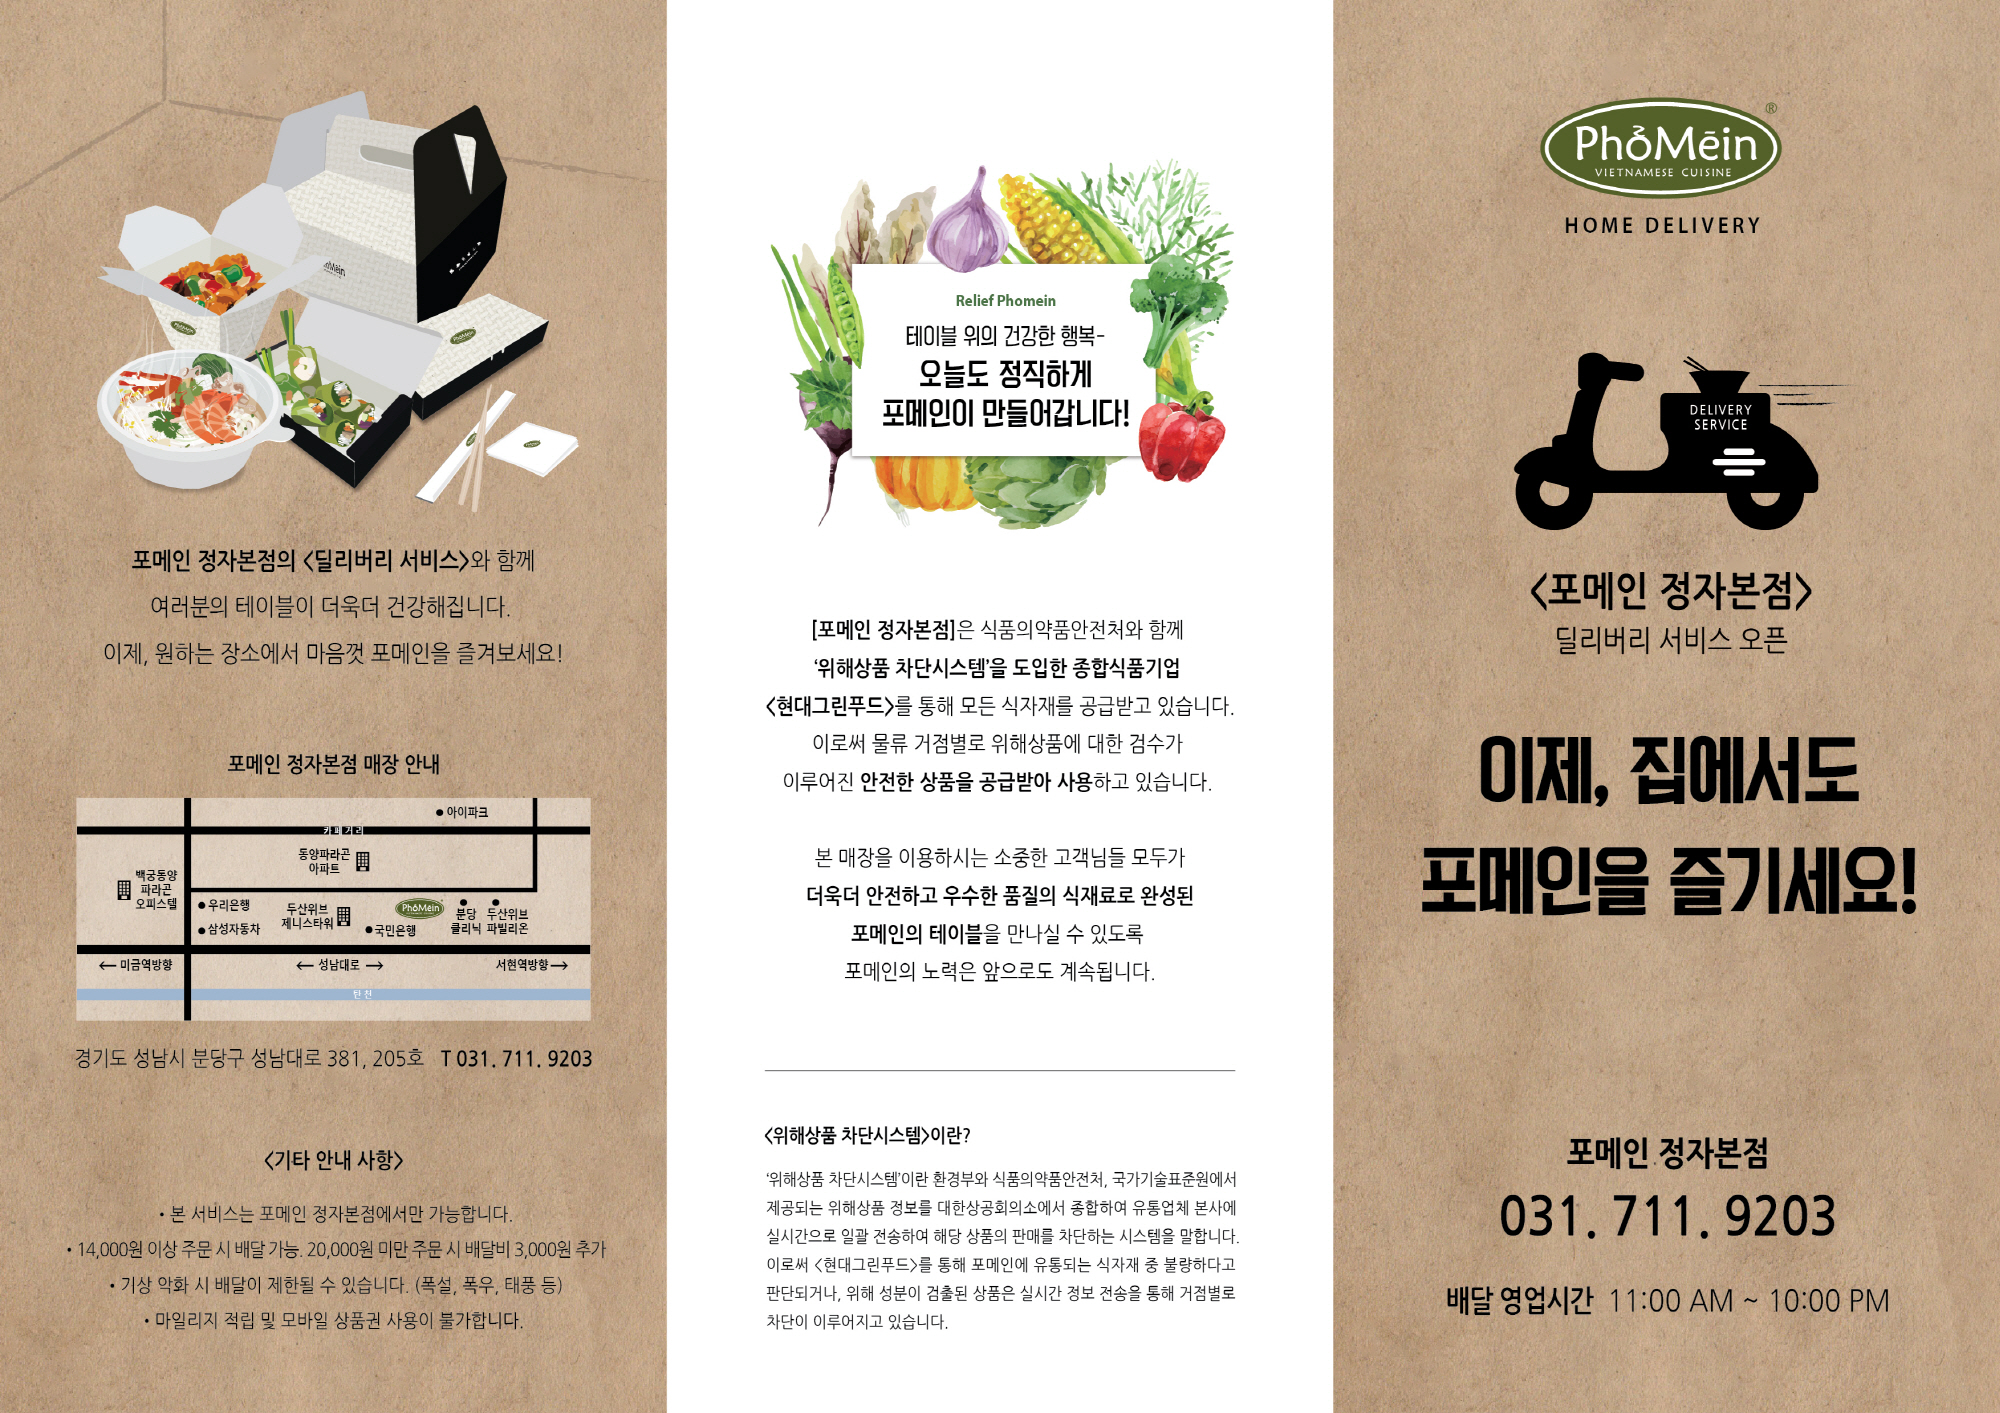 PhoMein
PhoMein
PhoMein
포메인 정자본점의 <딜리버리 서비스>와 함께
여러분의 테이블이 더욱더 건강해집니다.
이제, 원하는 장소에서 마음껏 포메인을 즐겨보세요!
포메인 정자본점 매장 안내
아이파크
카페거리
동양파라곤
아파트
백궁동양
파라곤
오피스텔
우리은행
삼성자동차
두산위브
제니스타워
국민은행
PhỏMēin
분당
클리닉
두산위브
파빌리온
← 미금역방향
← 성남대로 →
서현역방향 →
탄천
경기도 성남시 분당구 성남대로 381, 205호 T 031. 711. 9203
<기타 안내 사항>
• 본 서비스는 포메인 정자본점에서만 가능합니다.
• 14,000원 이상 주문 시 배달 가능. 20,000원 미만 주문 시 배달비 3,000원 추가
• 기상 악화 시 배달이 제한될 수 있습니다. (폭설, 폭우, 태풍 등)
• 마일리지 적립 및 모바일 상품권 사용이 불가합니다.
Relief Phomein
테이블 위의 건강한 행복-
오늘도 정직하게
포메인이 만들어갑니다!
[포메인 정자본점]은 식품의약품안전처와 함께
‘위해상품 차단시스템’을 도입한 종합식품기업
<현대그린푸드>를 통해 모든 식자재를 공급받고 있습니다.
이로써 물류 거점별로 위해상품에 대한 검수가
이루어진 안전한 상품을 공급받아 사용하고 있습니다.
본 매장을 이용하시는 소중한 고객님들 모두가
더욱더 안전하고 우수한 품질의 식재료로 완성된
포메인의 테이블을 만나실 수 있도록
포메인의 노력은 앞으로도 계속됩니다.
<위해상품 차단시스템>이란?
‘위해상품 차단시스템’이란 환경부와 식품의약품안전처, 국가기술표준원에서
제공되는 위해상품 정보를 대한상공회의소에서 종합하여 유통업체 본사에
실시간으로 일괄 전송하여 해당 상품의 판매를 차단하는 시스템을 말합니다.
이로써 <현대그린푸드>를 통해 포메인에 유통되는 식자재 중 불량하다고
판단되거나, 위해 성분이 검출된 상품은 실시간 정보 전송을 통해 거점별로
차단이 이루어지고 있습니다.
PhỏMēin ®
VIETNAMESE CUISINE
HOME DELIVERY
DELIVERY
SERVICE
<포메인 정자본점>
딜리버리 서비스 오픈
이제, 집에서도
포메인을 즐기세요!
포메인 정자본점
031. 711. 9203
배달 영업시간 11:00 AM ~ 10:00 PM